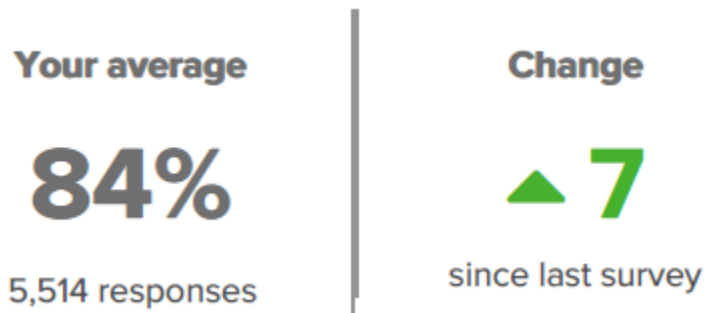 Your average
84%
5,514 responses
Change
▲ 7
since last survey